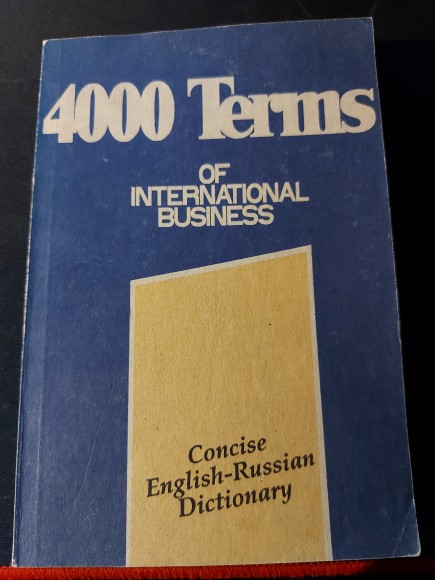 4000 Terms
OF
INTERNATIONAL
BUSINESS
Concise
English-Russian
Dictionary